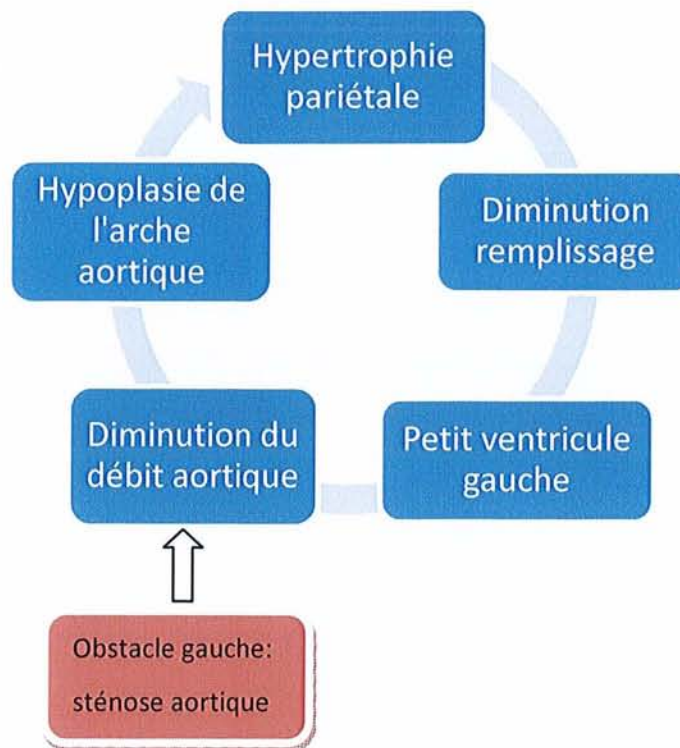 Hypertrophie
pariétale
Diminution
remplissage
Petit ventricule
gauche
Diminution du
débit aortique
Hypoplasie de
l'arche
aortique
Obstacle gauche:
sténose aortique